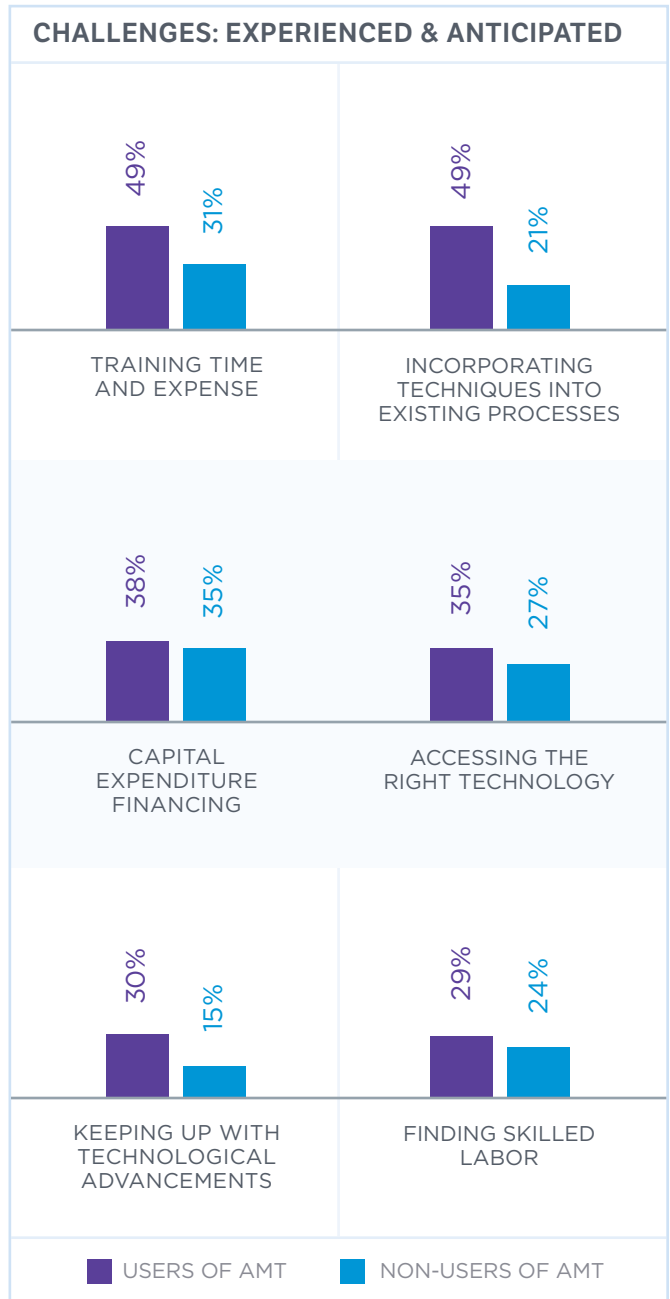 CHALLENGES: EXPERIENCED & ANTICIPATED
49%
31%
TRAINING TIME
AND EXPENSE
49%
21%
INCORPORATING
TECHNIQUES INTO
EXISTING PROCESSES
38%
35%
CAPITAL
EXPENDITURE
FINANCING
35%
27%
ACCESSING THE
RIGHT TECHNOLOGY
30%
15%
KEEPING UP WITH
TECHNOLOGICAL
ADVANCEMENTS
29%
24%
FINDING SKILLED
LABOR
USERS OF AMT
NON-USERS OF AMT